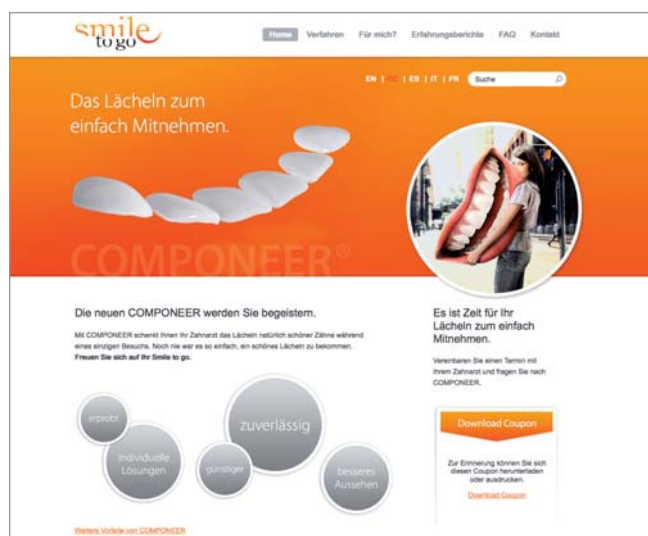 smile
to go
Home Verfahren Für mich? Erfahrungsberichte FAQ Kontakt
EN | | ES | IT | FR Suche
Das Lächeln zum
einfach Mitnehmen.
COMPONEER®
Die neuen COMPONEER werden Sie begeistern.
Mit COMPONEER schenkt Ihnen Ihr Zahnarzt das Lächeln natürlich schöner Zähne während
eines einzigen Besuchs. Noch nie war es so einfach, ein schönes Lächeln zu bekommen.
Freuen Sie sich auf Ihr Smile to go.
erprobt
individuelle
Lösungen
günstiger
zuverlässig
besseres
Aussehen
Weitere Vorteile von COMPONEER
Es ist Zeit für Ihr
Lächeln zum einfach
Mitnehmen.
Vereinbaren Sie einen Termin mit
Ihrem Zahnarzt und fragen Sie nach
COMPONEER.
Download Coupon
Zur Erinnerung können Sie sich
diesen Coupon herunterladen
oder ausdrucken.
Download Coupon